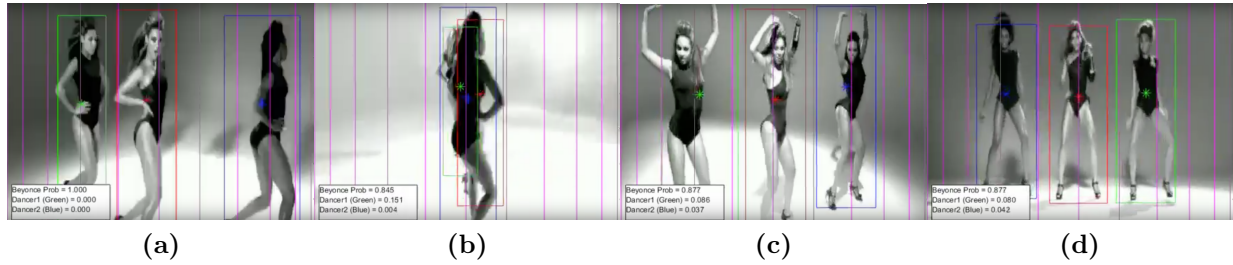 Beyonce Prob = 1.000
Dancer1 (Green) = 0.000
Dancer2 (Blue) = 0.000
Beyonce Prob = 0.845
Dancer1 (Green) = 0.151
Dancer2 (Blue) = 0.004
Beyonce Prob = 0.877
Dancer1 (Green) = 0.086
Dancer2 (Blue) = 0.037
Beyonce Prob = 0.877
Dancer1 (Green) = 0.080
Dancer2 (Blue) = 0.042
(a) (b) (c) (d)